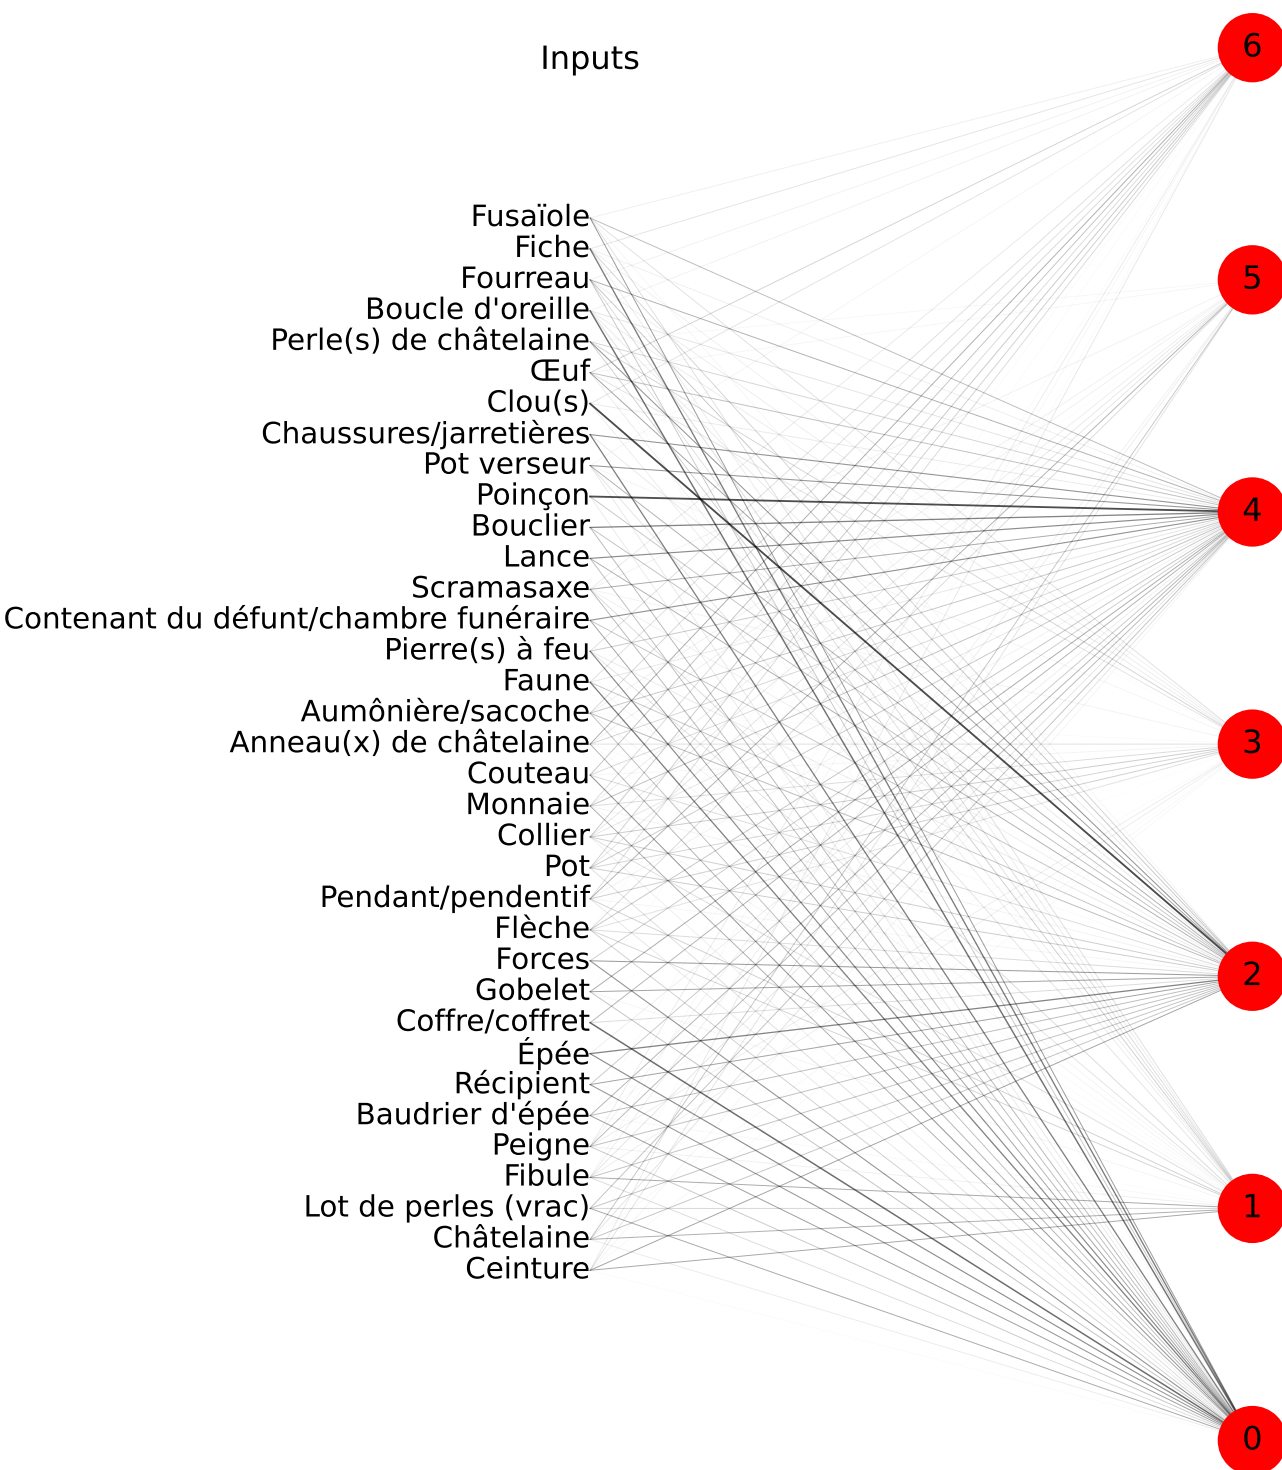 Inputs
6
Fusaïole
Fiche
Fourreau
5
Boucle d'oreille
Perle(s) de châtelaine
Œuf
Clou(s)
Chaussures/jarretières
Pot verseur
Poinçon
4
Bouclier
Lance
Scramasaxe
Contenant du défunt/chambre funéraire
Pierre(s) à feu
Faune
Aumônière/sacoche
Anneau(x) de châtelaine
3
Couteau
Monnaie
Collier
Pot
Pendant/pendentif
Flèche
Forces
2
Gobelet
Coffre/coffret
Épée
Récipient
Baudrier d'épée
Peigne
Fibule
Lot de perles (vrac)
1
Châtelaine
Ceinture
0